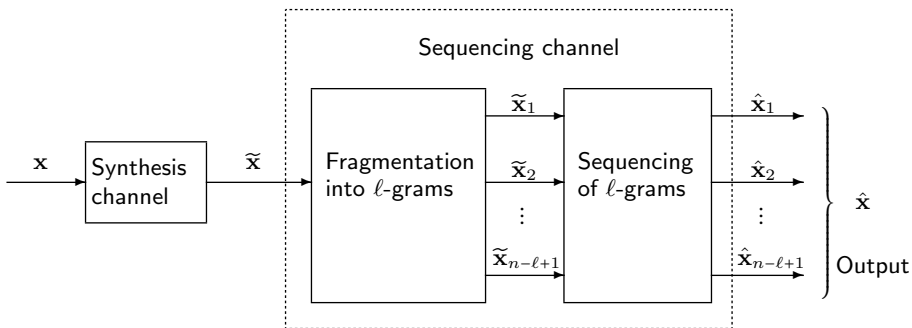 Sequencing channel
x
Synthesis
channel
x̃
Fragmentation
into ℓ-grams
x̃₁
x̃₂
⋮
x̃ₙ₋ℓ₊₁
Sequencing
of ℓ-grams
x̂₁
x̂₂
⋮
x̂ₙ₋ℓ₊₁
x̂
Output